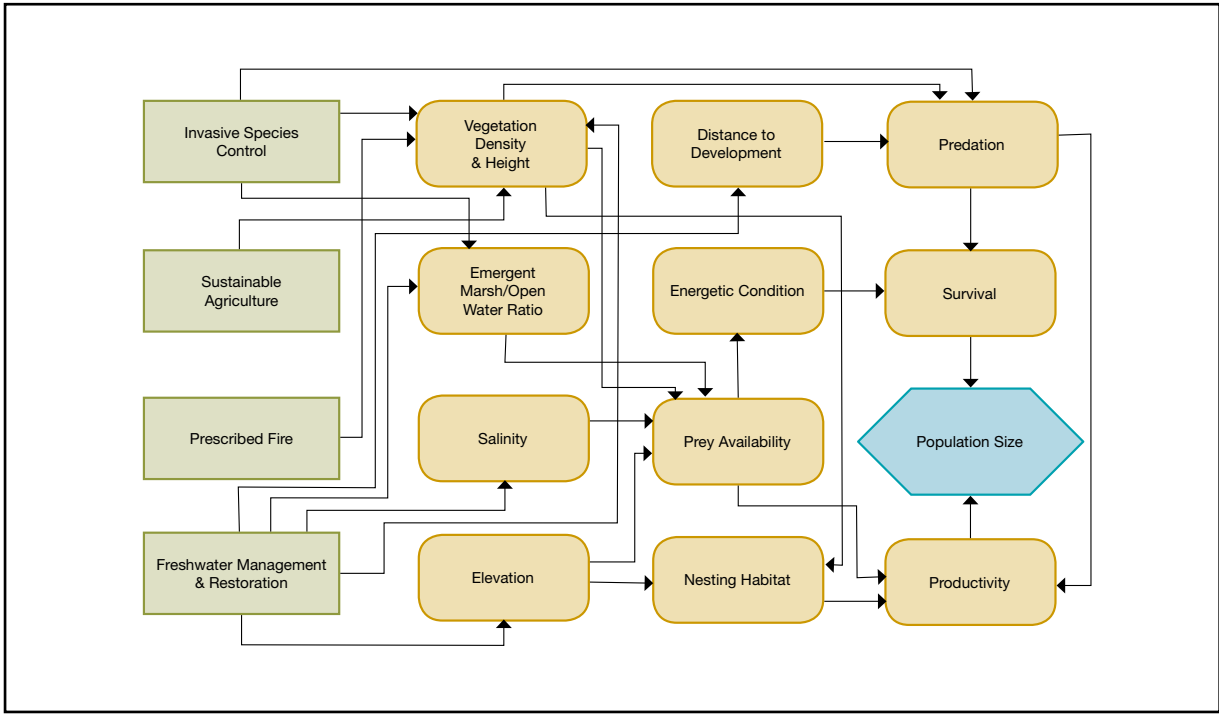 Invasive Species
Control
Vegetation
Density
& Height
Distance to
Development
Predation
Sustainable
Agriculture
Emergent
Marsh/Open
Water Ratio
Energetic Condition
Survival
Prescribed Fire
Salinity
Prey Availability
Population Size
Freshwater Management
& Restoration
Elevation
Nesting Habitat
Productivity